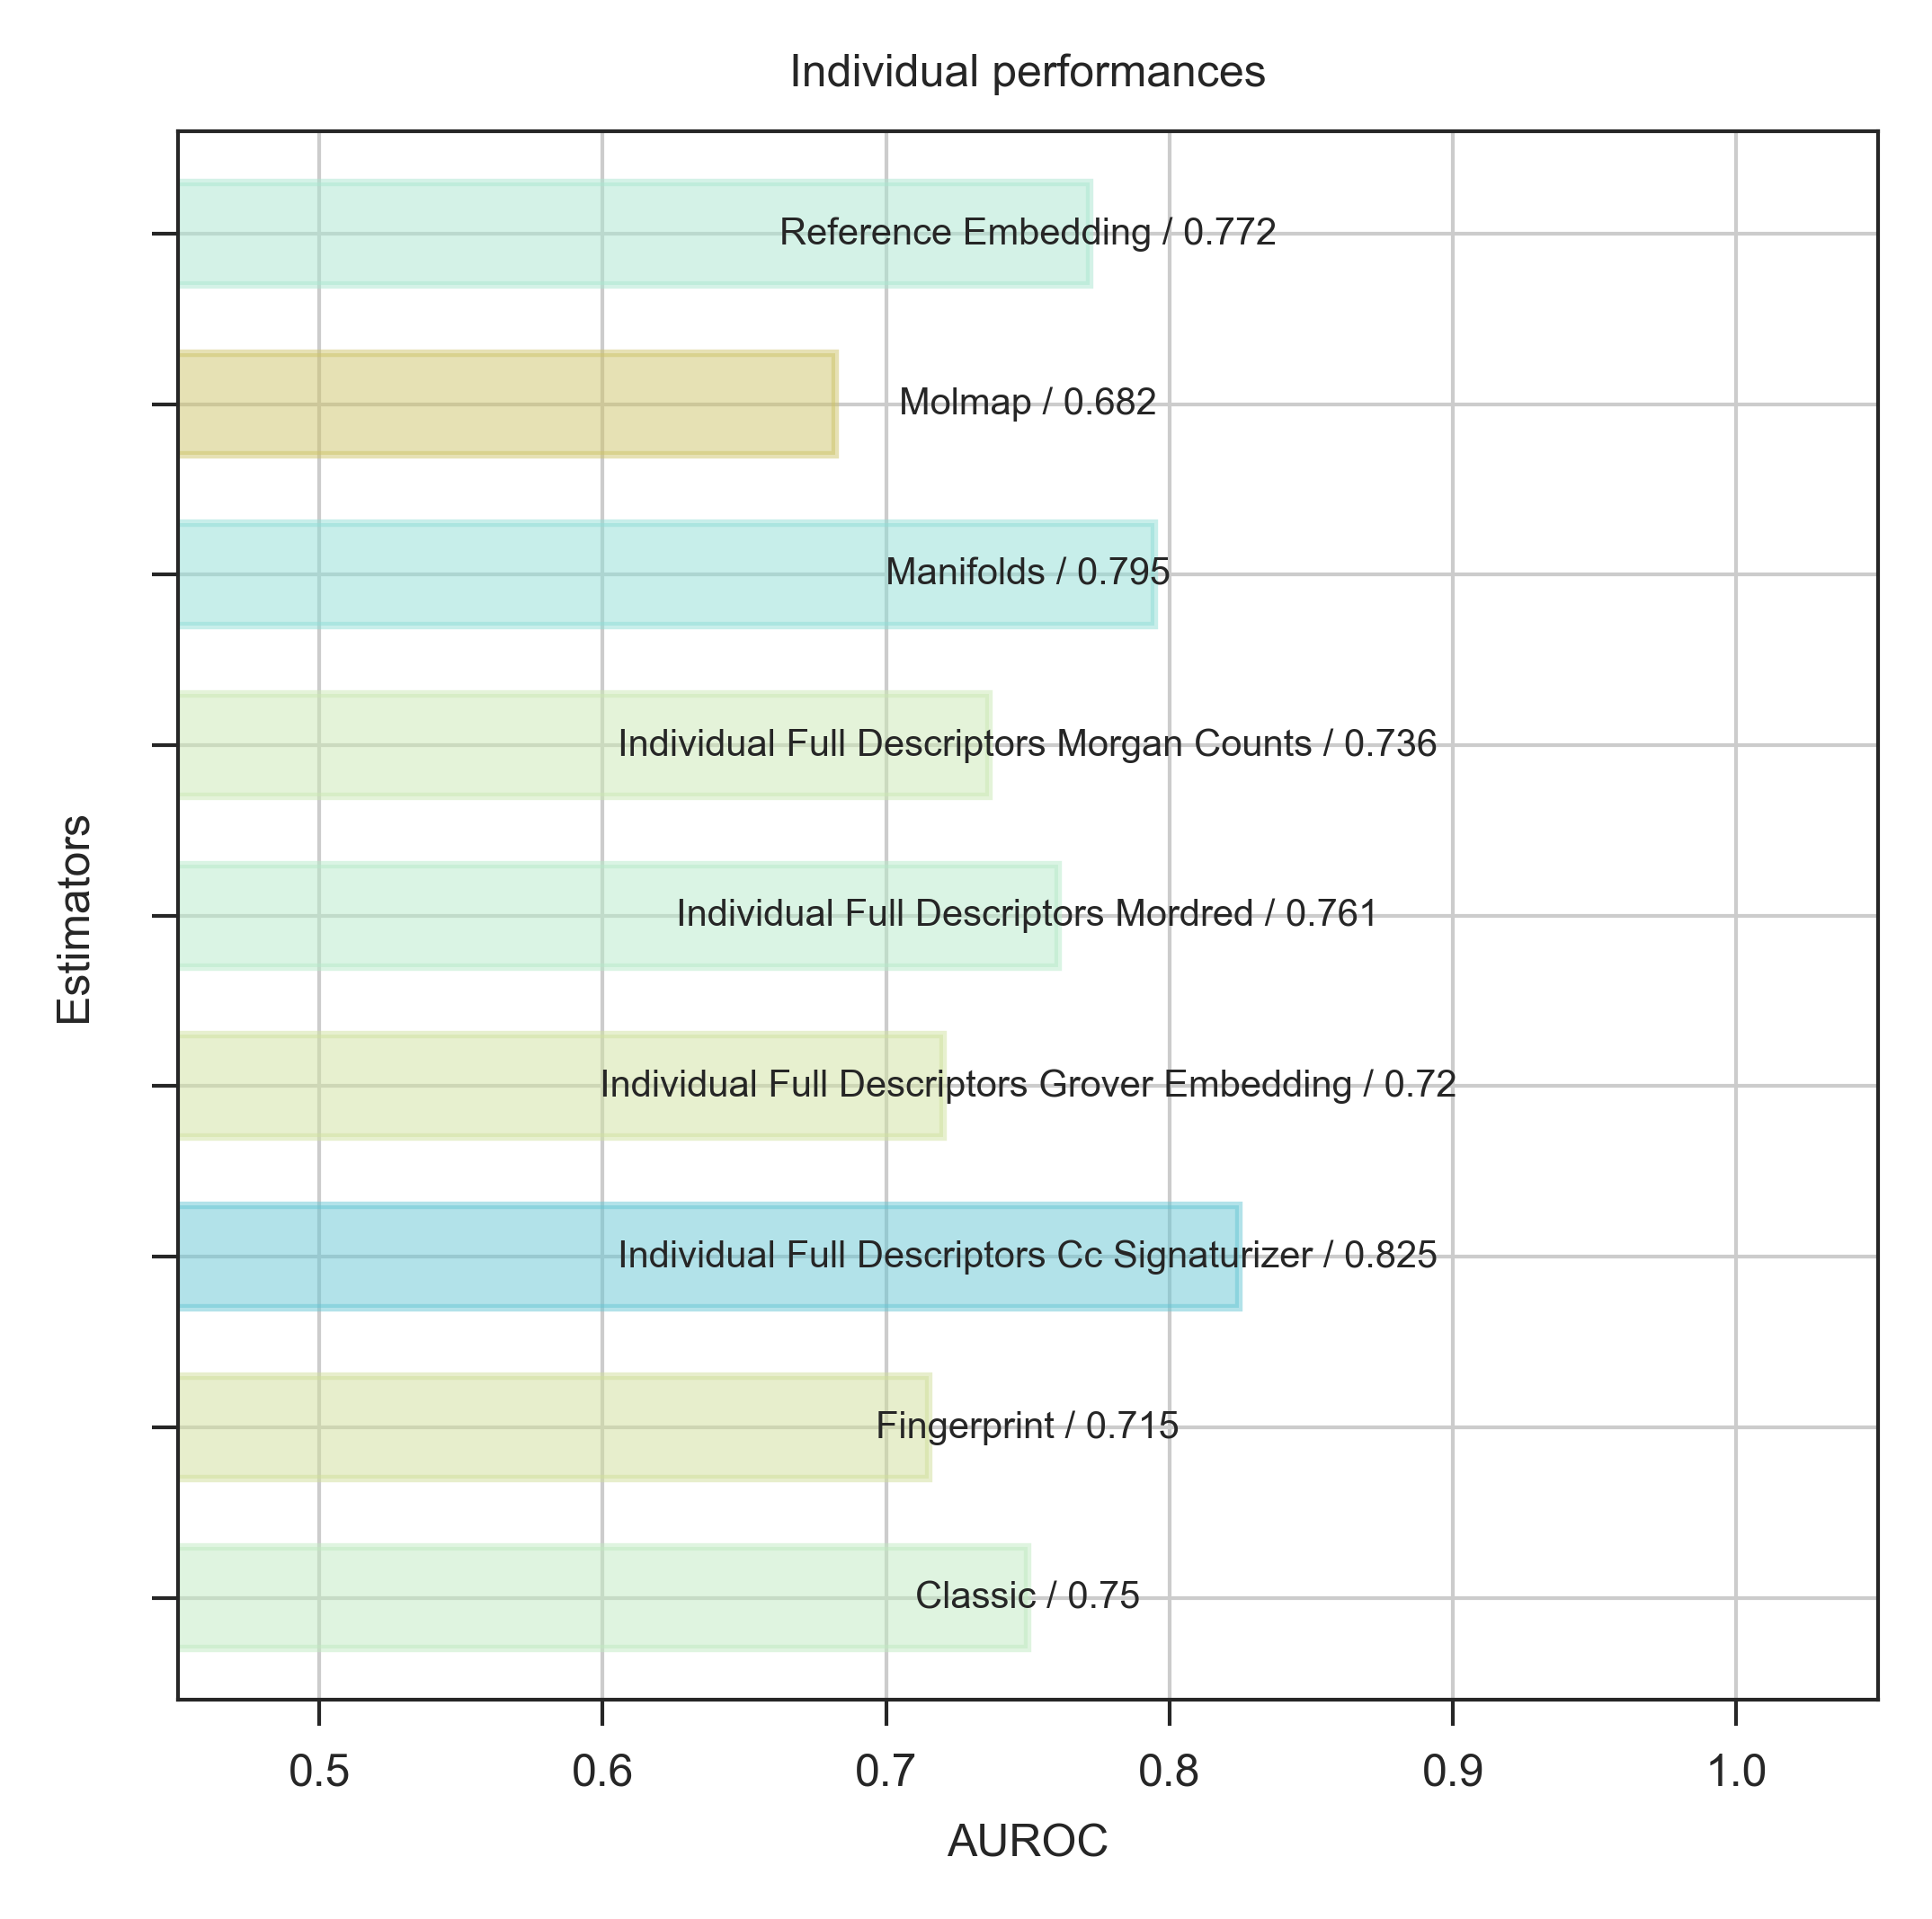 Individual performances
Reference Embedding / 0.772
Molmap / 0.682
Manifolds / 0.795
Individual Full Descriptors Morgan Counts / 0.736
Individual Full Descriptors Mordred / 0.761
Individual Full Descriptors Grover Embedding / 0.72
Individual Full Descriptors Cc Signaturizer / 0.825
Fingerprint / 0.715
Classic / 0.75
Estimators
0.5 0.6 0.7 0.8 0.9 1.0
AUROC